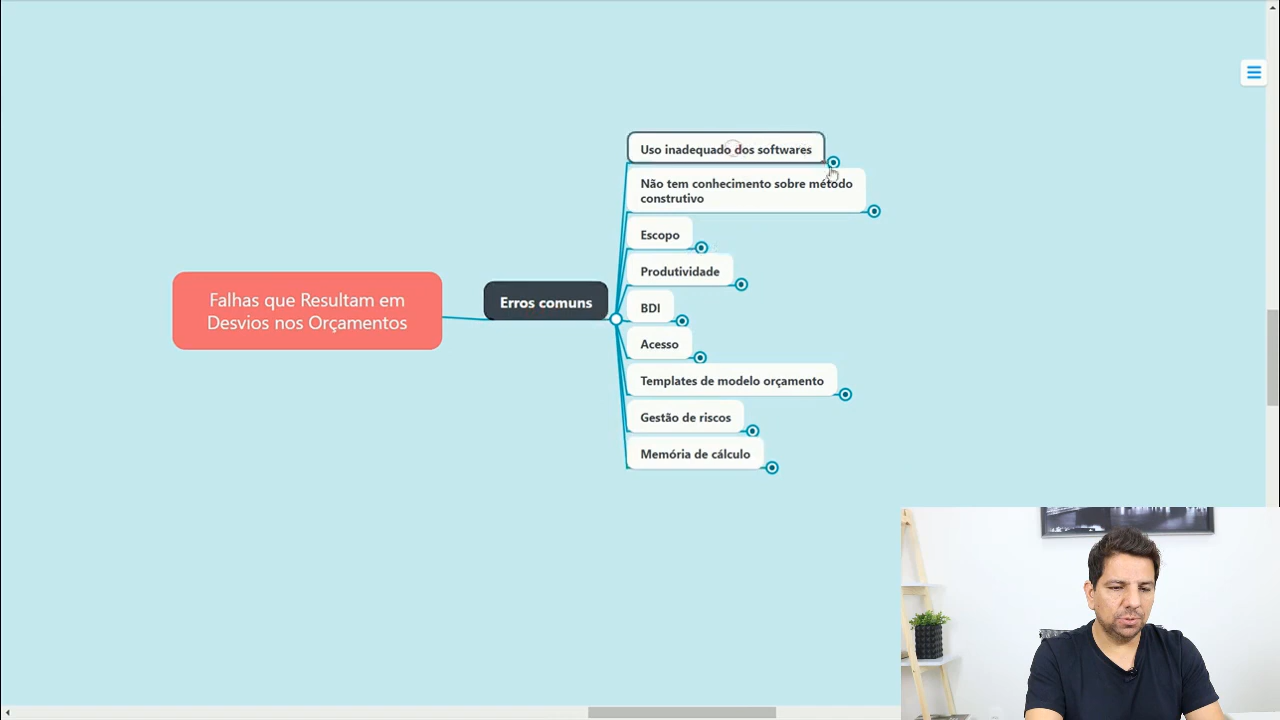 Uso inadequado dos softwares
Não tem conhecimento sobre método
construtivo
Escopo
Produtividade
Falhas que Resultam em
Desvios nos Orçamentos
Erros comuns
BDI
Acesso
Templates de modelo orçamento
Gestão de riscos
Memória de cálculo